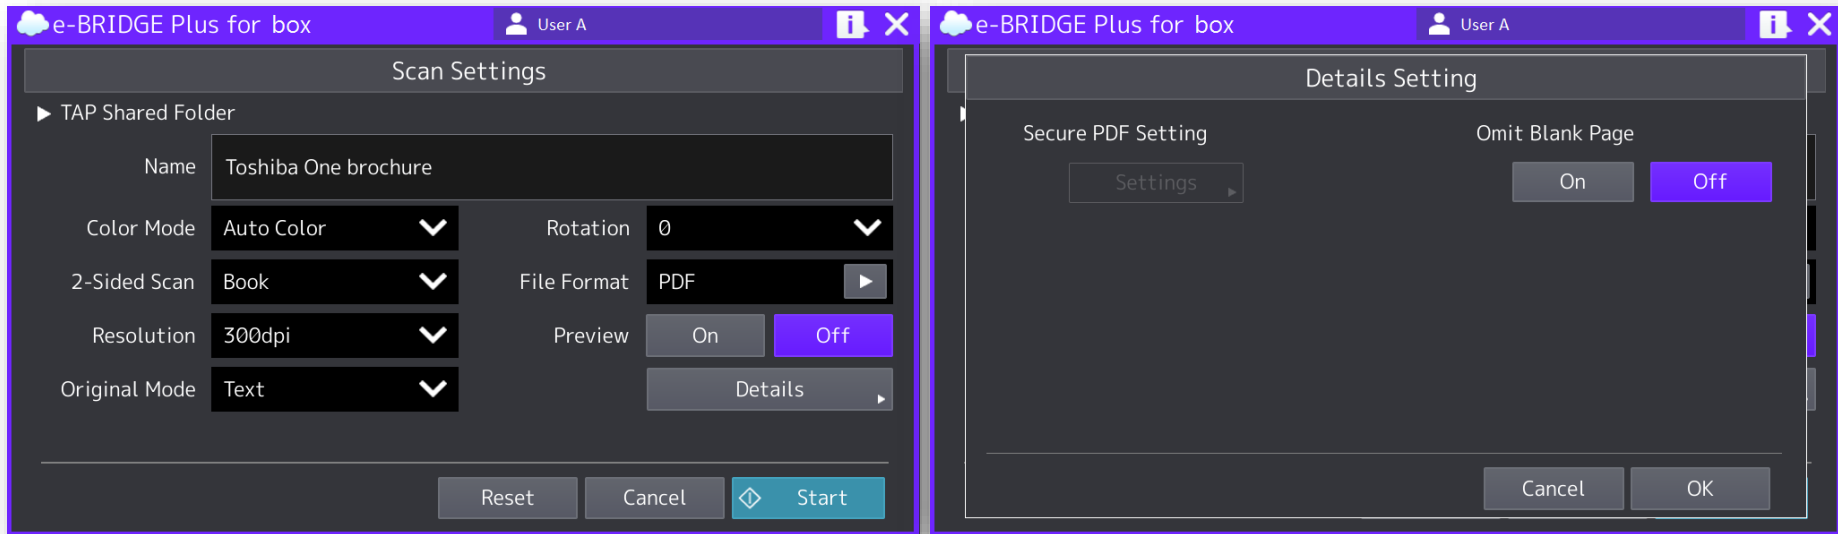 e-BRIDGE Plus for box
User A
Scan Settings
TAP Shared Folder
Name
Toshiba One brochure
Color Mode
Auto Color
Rotation
0
2-Sided Scan
Book
File Format
PDF
Resolution
300dpi
Preview
On
Off
Original Mode
Text
Details
Reset
Cancel
Start
e-BRIDGE Plus for box
User A
Details Setting
Secure PDF Setting
Omit Blank Page
Settings
On
Off
Cancel
OK